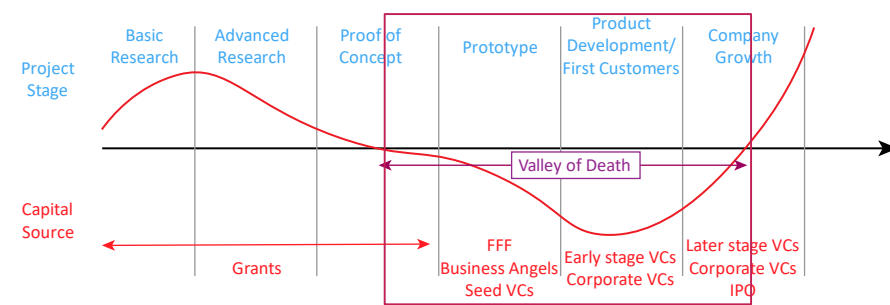 Project
Stage
Basic
Research
Advanced
Research
Proof of
Concept
Prototype
Product
Development/
First Customers
Company
Growth
Valley of Death
Capital
Source
Grants
FFF
Business Angels
Seed VCs
Early stage VCs
Corporate VCs
Later stage VCs
Corporate VCs
IPO